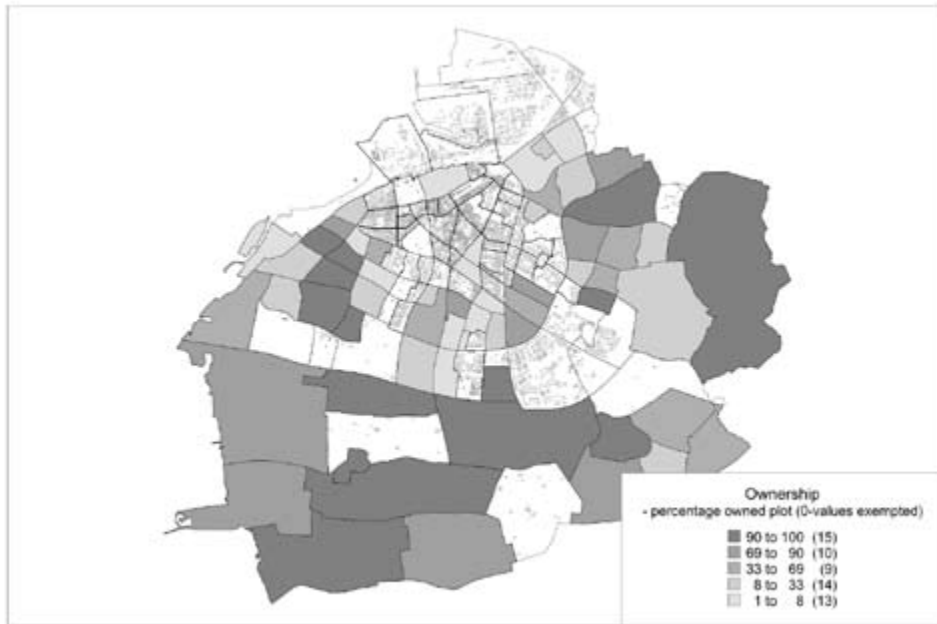 Ownership
- percentage owned plot (0-values exempted)
90 to 100 (15)
69 to 90 (10)
33 to 69 (9)
8 to 33 (14)
1 to 8 (13)